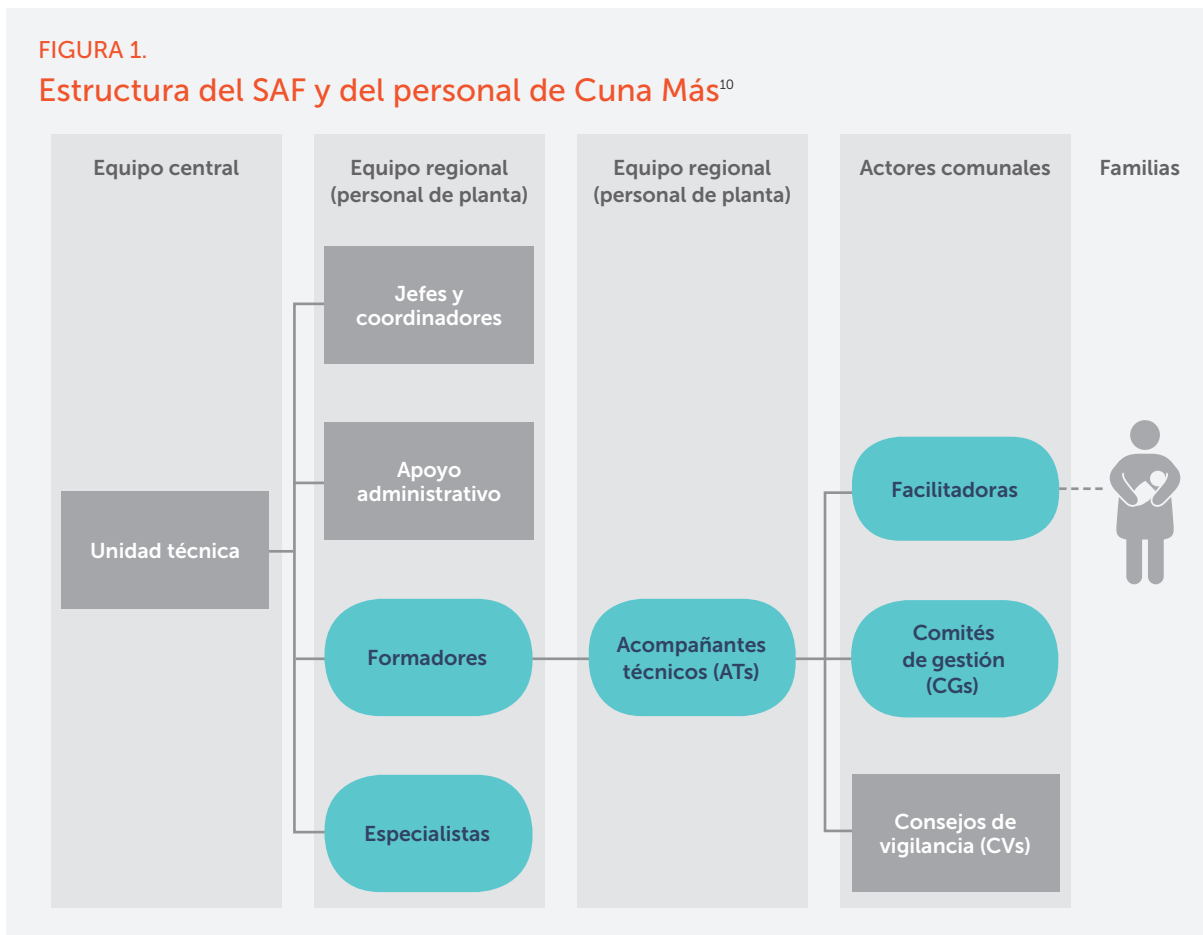 FIGURA 1.
Estructura del SAF y del personal de Cuna Más10
Equipo central
Equipo regional
(personal de planta)
Equipo regional
(personal de planta)
Actores comunales
Familias
Jefes y
coordinadores
Apoyo
administrativo
Unidad técnica
Formadores
Especialistas
Acompañantes
técnicos (ATs)
Facilitadoras
Comités
de gestión
(CGs)
Consejos de
vigilancia (CVs)